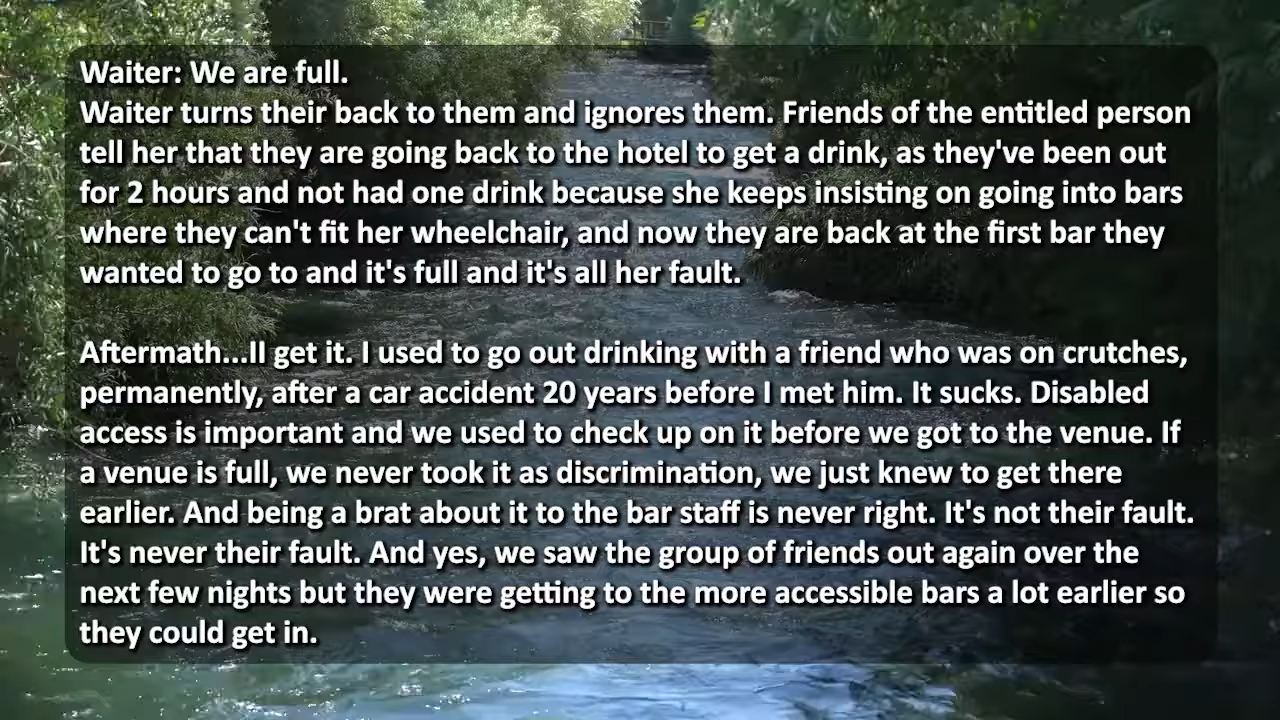 Waiter: We are full.
Waiter turns their back to them and ignores them. Friends of the entitled person
tell her that they are going back to the hotel to get a drink, as they've been out
for 2 hours and not had one drink because she keeps insisting on going into bars
where they can't fit her wheelchair, and now they are back at the first bar they
wanted to go to and it's full and it's all her fault.
Aftermath...II get it. I used to go out drinking with a friend who was on crutches,
permanently, after a car accident 20 years before I met him. It sucks. Disabled
access is important and we used to check up on it before we got to the venue. If
a venue is full, we never took it as discrimination, we just knew to get there
earlier. And being a brat about it to the bar staff is never right. It's not their fault.
It's never their fault. And yes, we saw the group of friends out again over the
next few nights but they were getting to the more accessible bars a lot earlier so
they could get in.